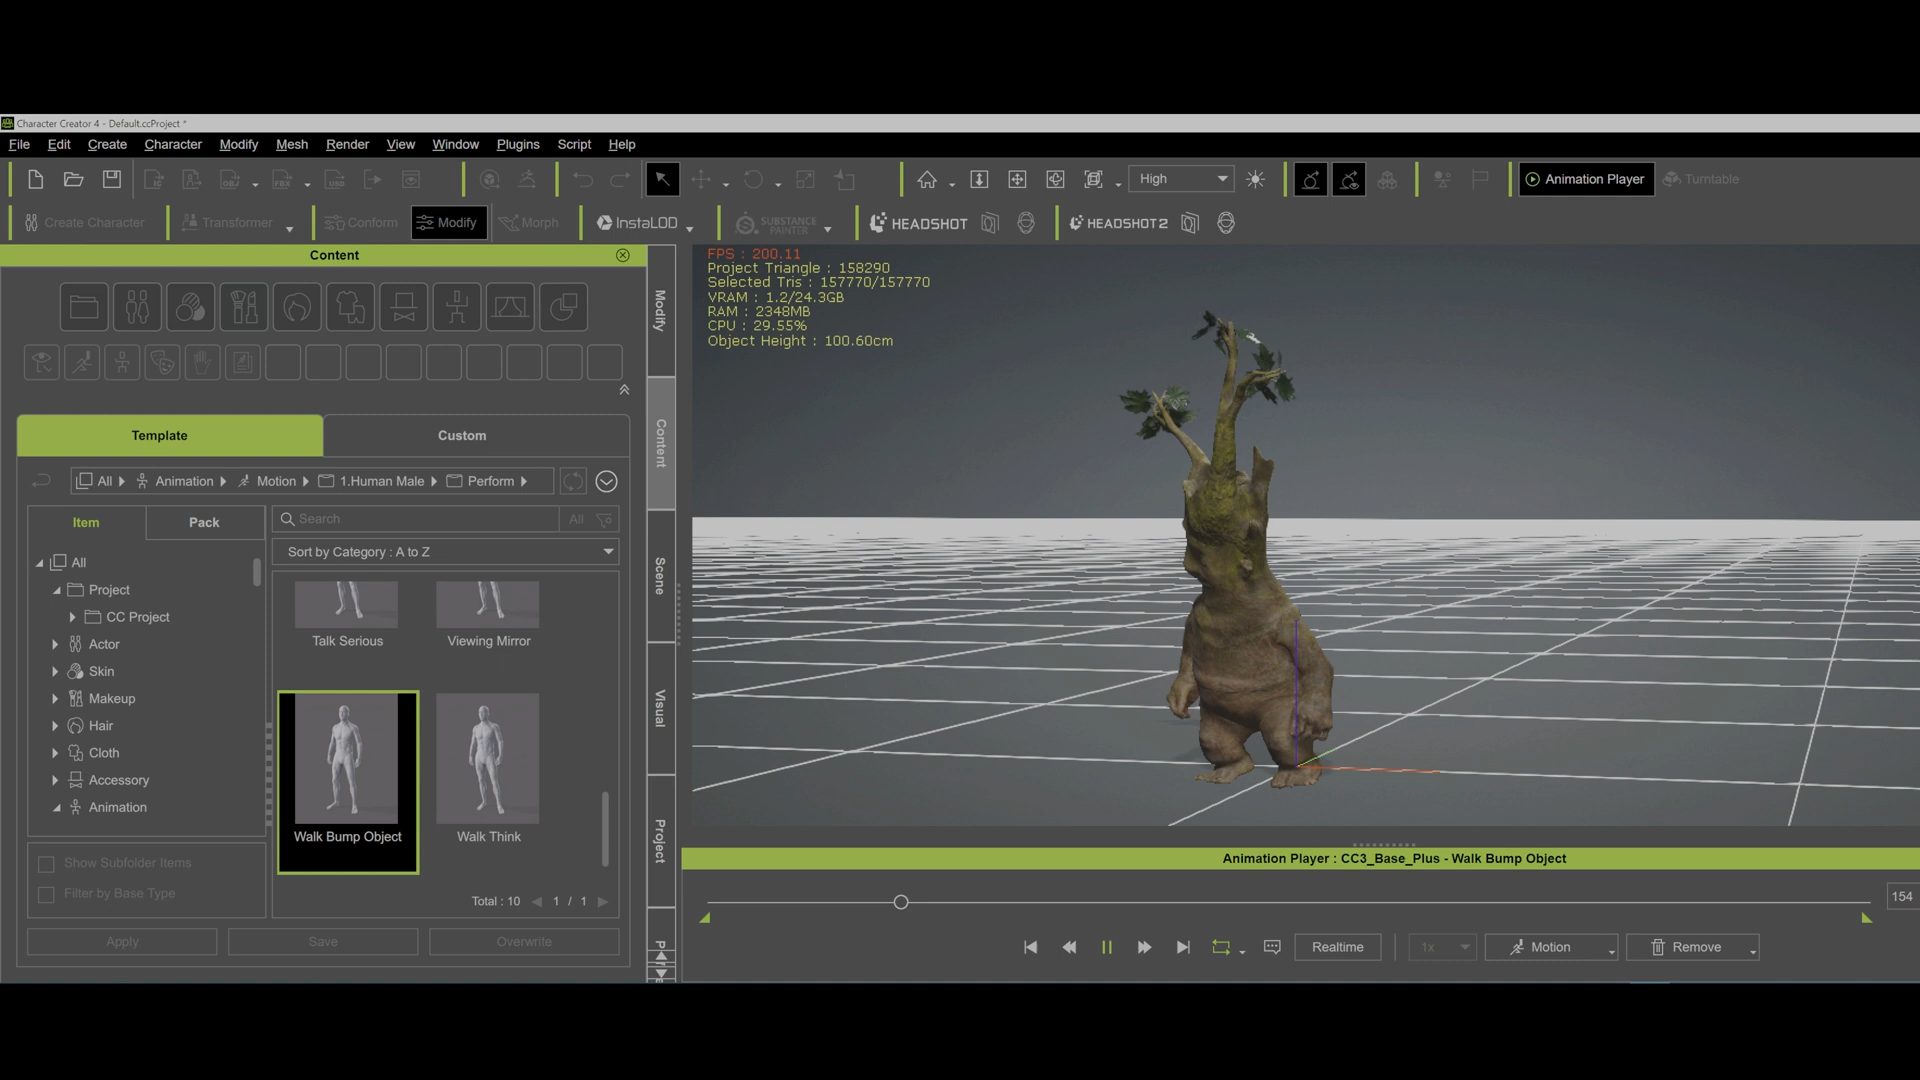 Character Creator 4 - Default.ccProject *
File Edit Create Character Modify Mesh Render View Window Plugins Script Help
High
Animation Player
Turntable
Create Character
Transformer
Conform
Modify
Morph
InstaLOD
SUBSTANCE PAINTER
HEADSHOT
HEADSHOT 2
Content
Template
Custom
All
Animation
Motion
1.Human Male
Perform
Item
Pack
Search
All
Sort by Category : A to Z
All
Project
CC Project
Actor
Skin
Makeup
Hair
Cloth
Accessory
Animation
Show Subfolder Items
Filter by Base Type
Talk Serious
Viewing Mirror
Walk Bump Object
Walk Think
Total : 10
1 / 1
Apply
Save
Overwrite
Modify
Content
Scene
Visual
Project
FPS : 200.11
Project Triangle : 158290
Selected Tris : 157770/157770
VRAM : 1.2/24.3GB
RAM : 2348MB
CPU : 29.55%
Object Height : 100.60cm
Animation Player : CC3_Base_Plus - Walk Bump Object
154
Realtime
1x
Motion
Remove